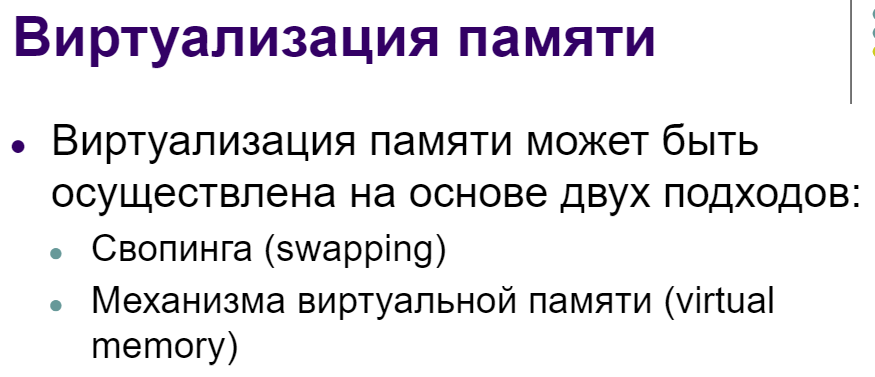 Виртуализация памяти
Виртуализация памяти может быть
осуществлена на основе двух подходов:
Свопинга (swapping)
Механизма виртуальной памяти (virtual
memory)